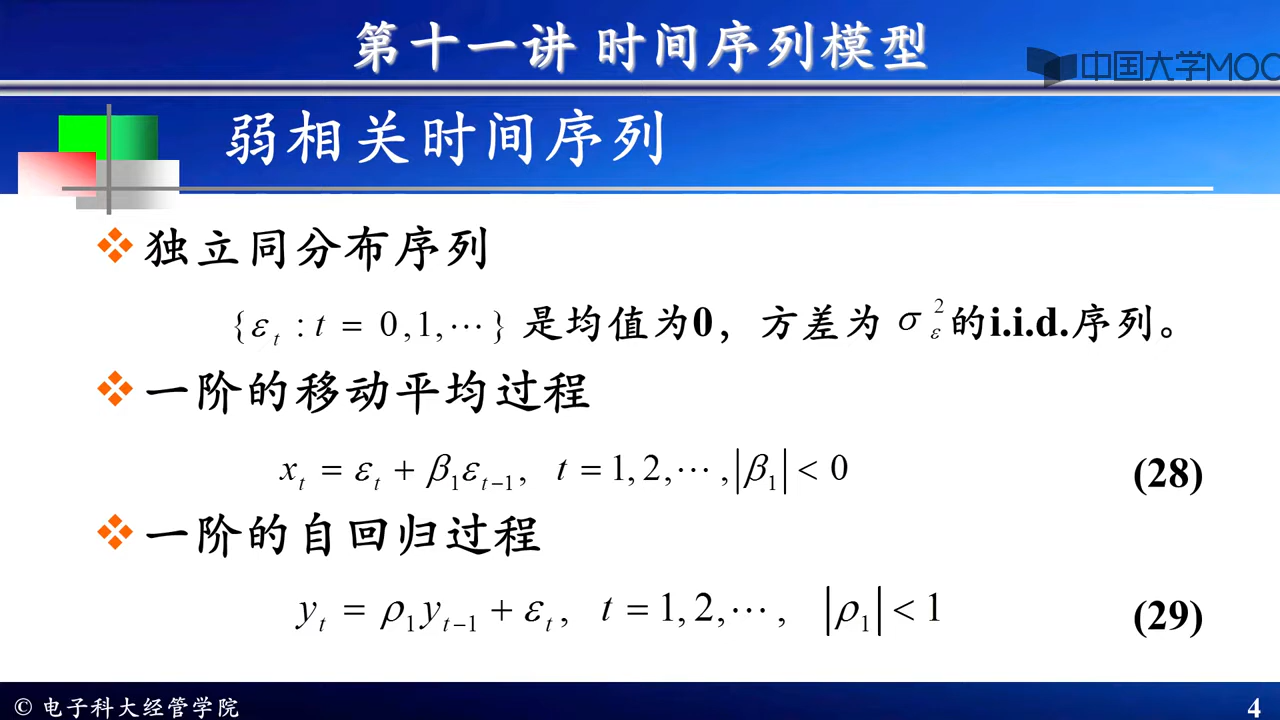 第十一讲 时间序列模型
中国大学MOO
弱相关时间序列
❖独立同分布序列
{ε_t : t = 0,1,⋯} 是均值为0，方差为 σ_ε^2 的i.i.d.序列。
❖一阶的移动平均过程
x_t = ε_t + β_1ε_{t−1}, t = 1,2,⋯,|β_1| < 0 (28)
❖一阶的自回归过程
y_t = ρ_1y_{t−1} + ε_t, t = 1,2,⋯, |ρ_1| < 1 (29)
© 电子科大经管学院 4